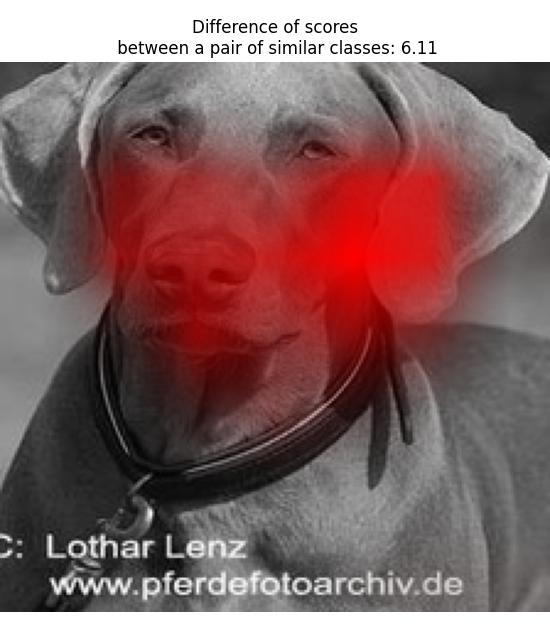 Difference of scores
between a pair of similar classes: 6.11
C: Lothar Lenz
www.pferdefotoarchiv.de